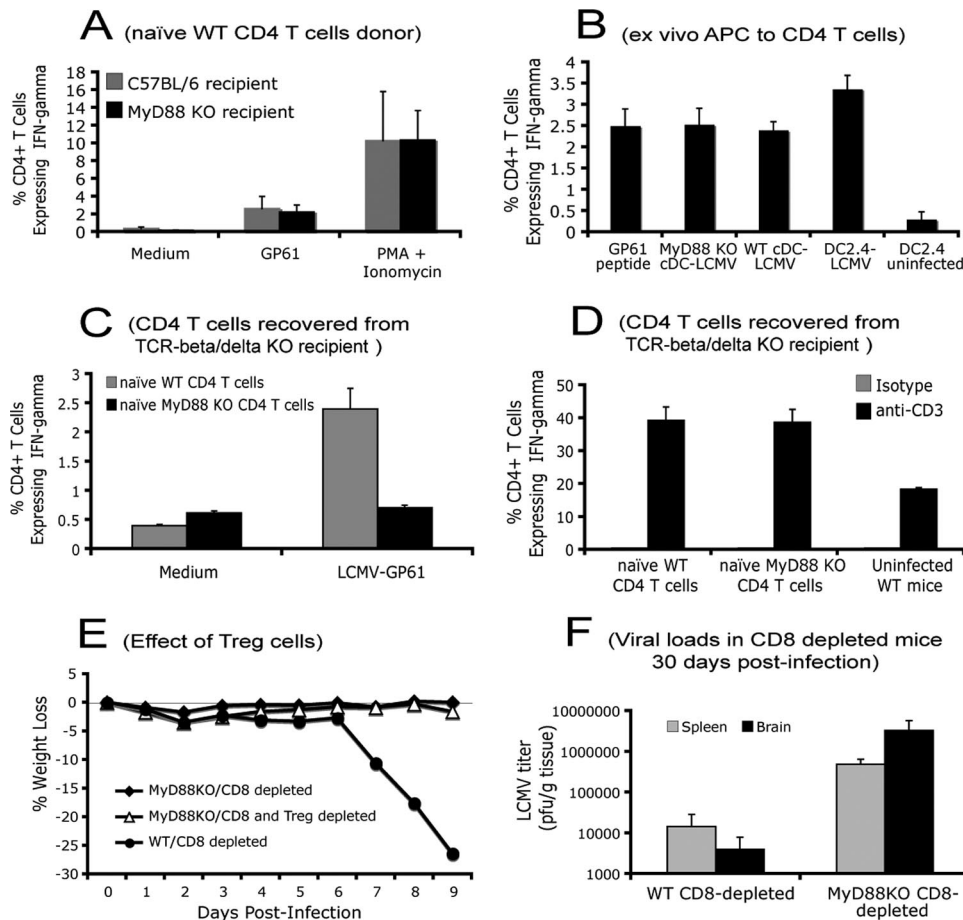 A (naïve WT CD4 T cells donor)
% CD4+ T Cells
Expressing IFN-gamma
18
16
14
12
10
8
6
4
2
0
C57BL/6 recipient
MyD88 KO recipient
Medium
GP61
PMA +
Ionomycin
B (ex vivo APC to CD4 T cells)
% CD4+ T Cells
Expressing IFN-gamma
4
3.5
3
2.5
2
1.5
1
0.5
0
GP61
peptide
MyD88 KO
cDC-LCMV
WT cDC-
LCMV
DC2.4-
LCMV
DC2.4
uninfected
C (CD4 T cells recovered from
TCR-beta/delta KO recipient )
% CD4+ T Cells
Expressing IFN-gamma
3
2.5
2
1.5
1
0.5
0
naïve WT CD4 T cells
naïve MyD88 KO CD4 T cells
Medium
LCMV-GP61
D (CD4 T cells recovered from
TCR-beta/delta KO recipient )
% CD4+ T Cells
Expressing IFN-gamma
50
40
30
20
10
0
Isotype
anti-CD3
naïve WT
CD4 T cells
naïve MyD88 KO
CD4 T cells
Uninfected
WT mice
E (Effect of Treg cells)
% Weight Loss
5
0
-5
-10
-15
-20
-25
-30
MyD88KO/CD8 depleted
MyD88KO/CD8 and Treg depleted
WT/CD8 depleted
0 1 2 3 4 5 6 7 8 9
Days Post-Infection
F (Viral loads in CD8 depleted mice
30 days post-infection)
LCMV titer
(pfu/g tissue)
10000000
1000000
100000
10000
1000
Spleen
Brain
WT CD8-depleted
MyD88KO CD8-
depleted